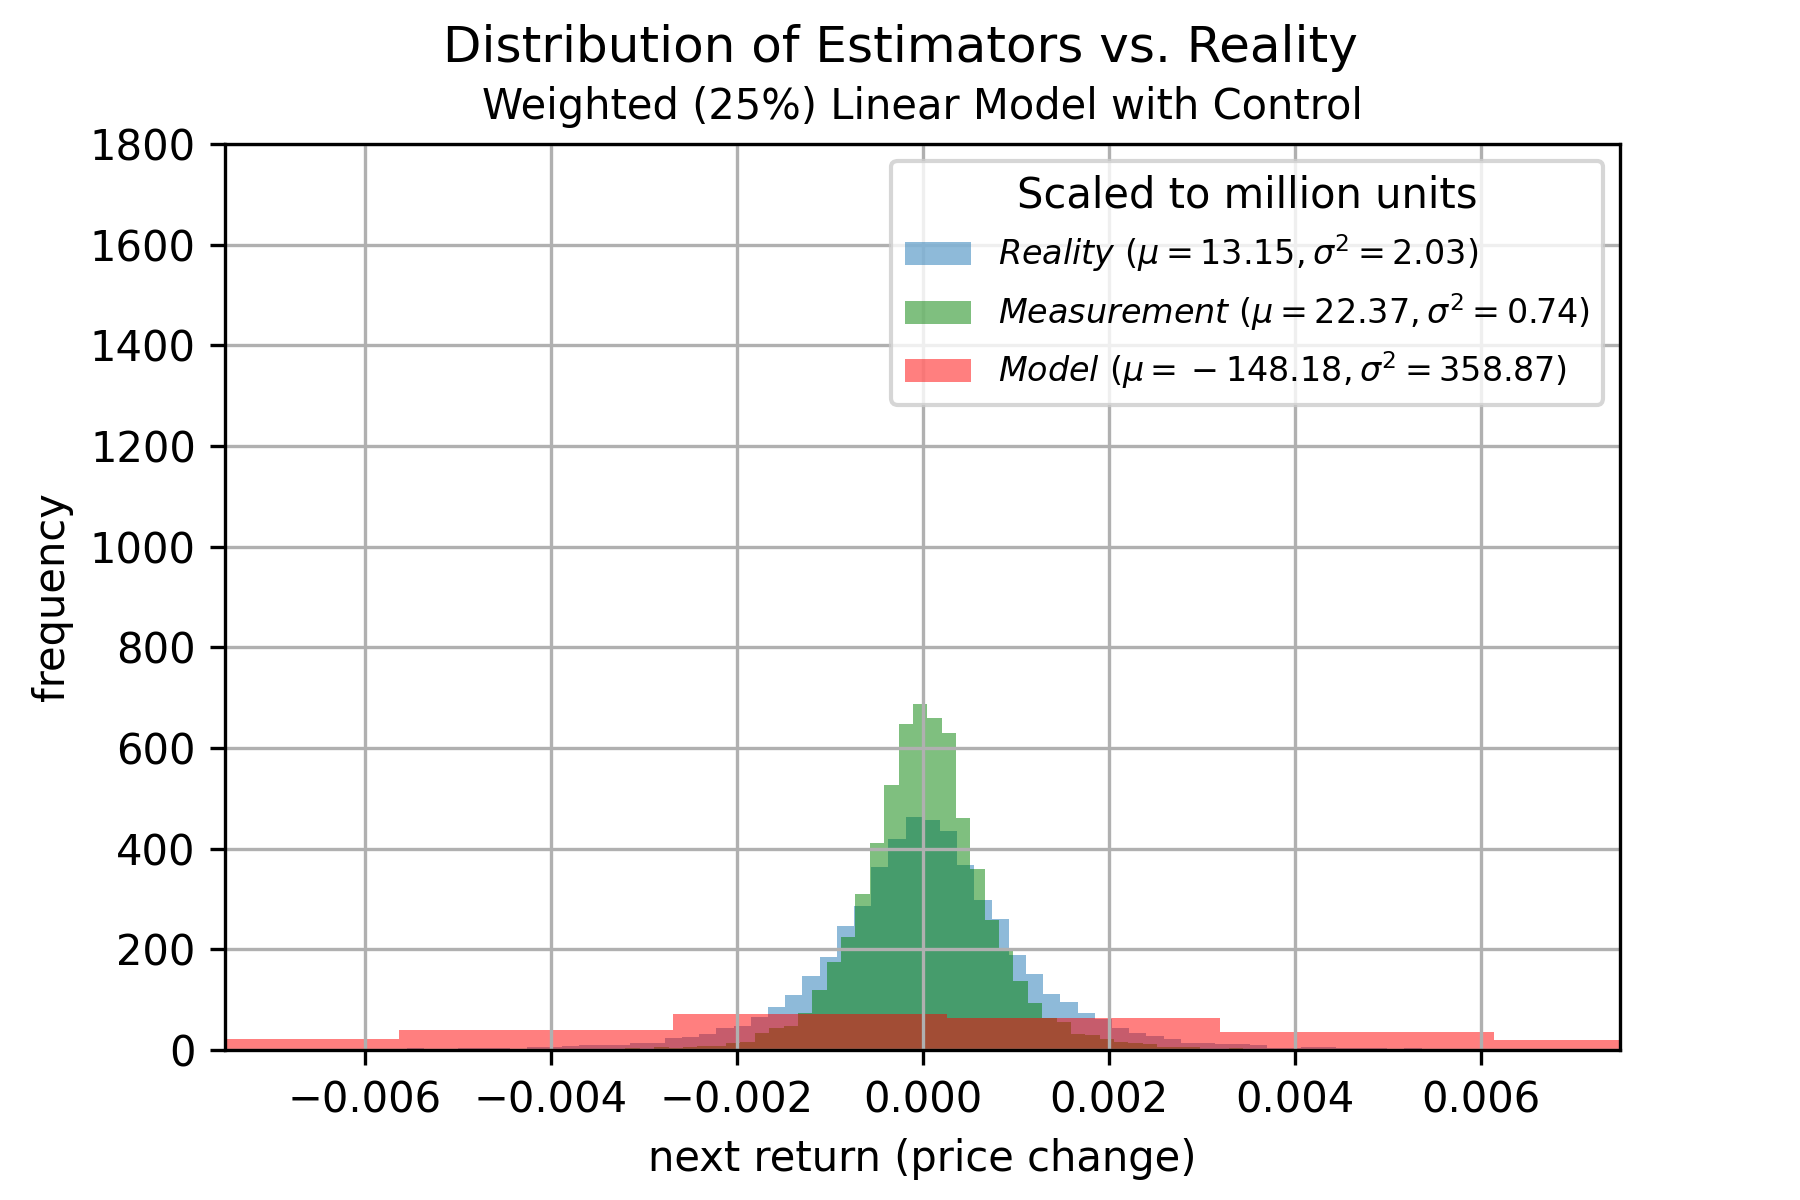 Distribution of Estimators vs. Reality
Weighted (25%) Linear Model with Control
1800
1600
1400
1200
1000
800
600
400
200
0
frequency
Scaled to million units
Reality (μ = 13.15, σ² = 2.03)
Measurement (μ = 22.37, σ² = 0.74)
Model (μ = − 148.18, σ² = 358.87)
−0.006 −0.004 −0.002 0.000 0.002 0.004 0.006
next return (price change)